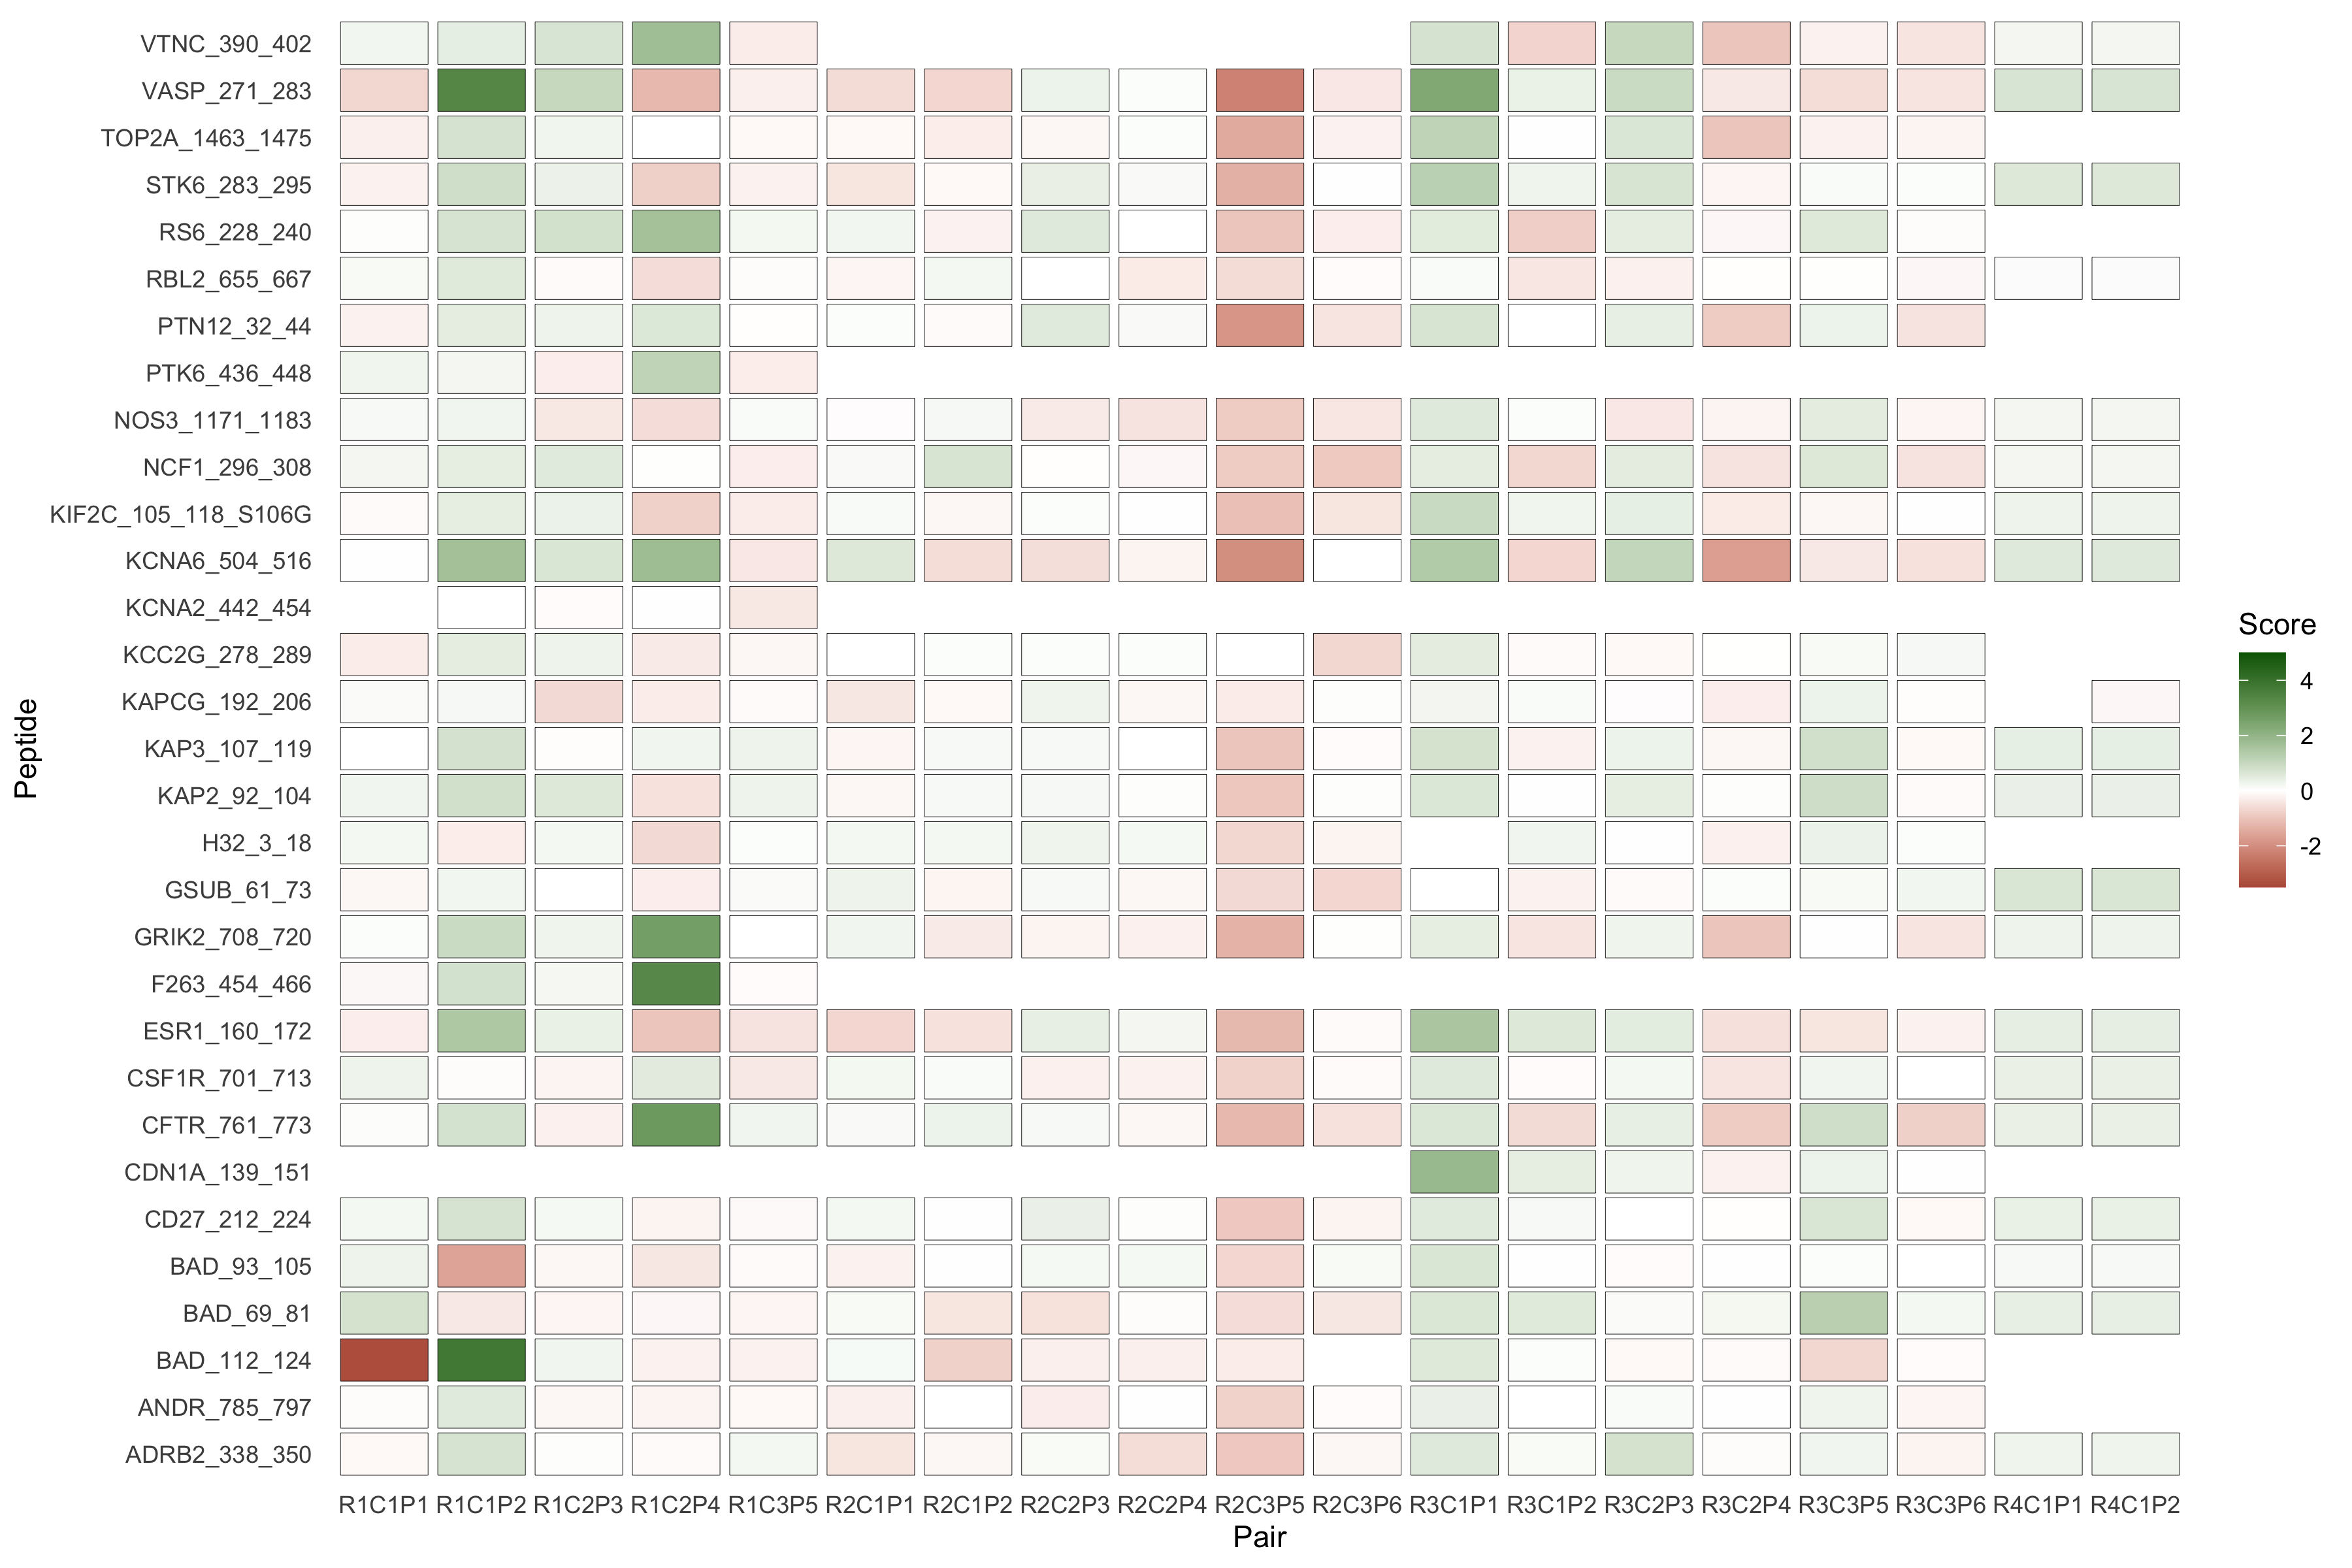 VTNC_390_402
VASP_271_283
TOP2A_1463_1475
STK6_283_295
RS6_228_240
RBL2_655_667
PTN12_32_44
PTK6_436_448
NOS3_1171_1183
NCF1_296_308
KIF2C_105_118_S106G
KCNA6_504_516
KCNA2_442_454
KCC2G_278_289
KAPCG_192_206
KAP3_107_119
KAP2_92_104
H32_3_18
GSUB_61_73
GRIK2_708_720
F263_454_466
ESR1_160_172
CSF1R_701_713
CFTR_761_773
CDN1A_139_151
CD27_212_224
BAD_93_105
BAD_69_81
BAD_112_124
ANDR_785_797
ADRB2_338_350
Peptide
R1C1P1 R1C1P2 R1C2P3 R1C2P4 R1C3P5 R2C1P1 R2C1P2 R2C2P3 R2C2P4 R2C3P5 R2C3P6 R3C1P1 R3C1P2 R3C2P3 R3C2P4 R3C3P5 R3C3P6 R4C1P1 R4C1P2
Pair
Score
4
2
0
-2